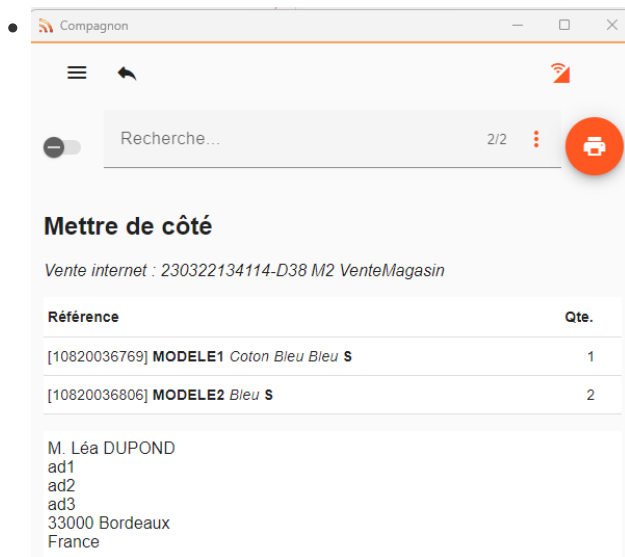 Compagnon
Recherche...
2/2
Mettre de côté
Vente internet : 230322134114-D38 M2 VenteMagasin
Référence Qte.
[10820036769] MODELE1 Coton Bleu Bleu S 1
[10820036806] MODELE2 Bleu S 2
M. Léa DUPOND
ad1
ad2
ad3
33000 Bordeaux
France